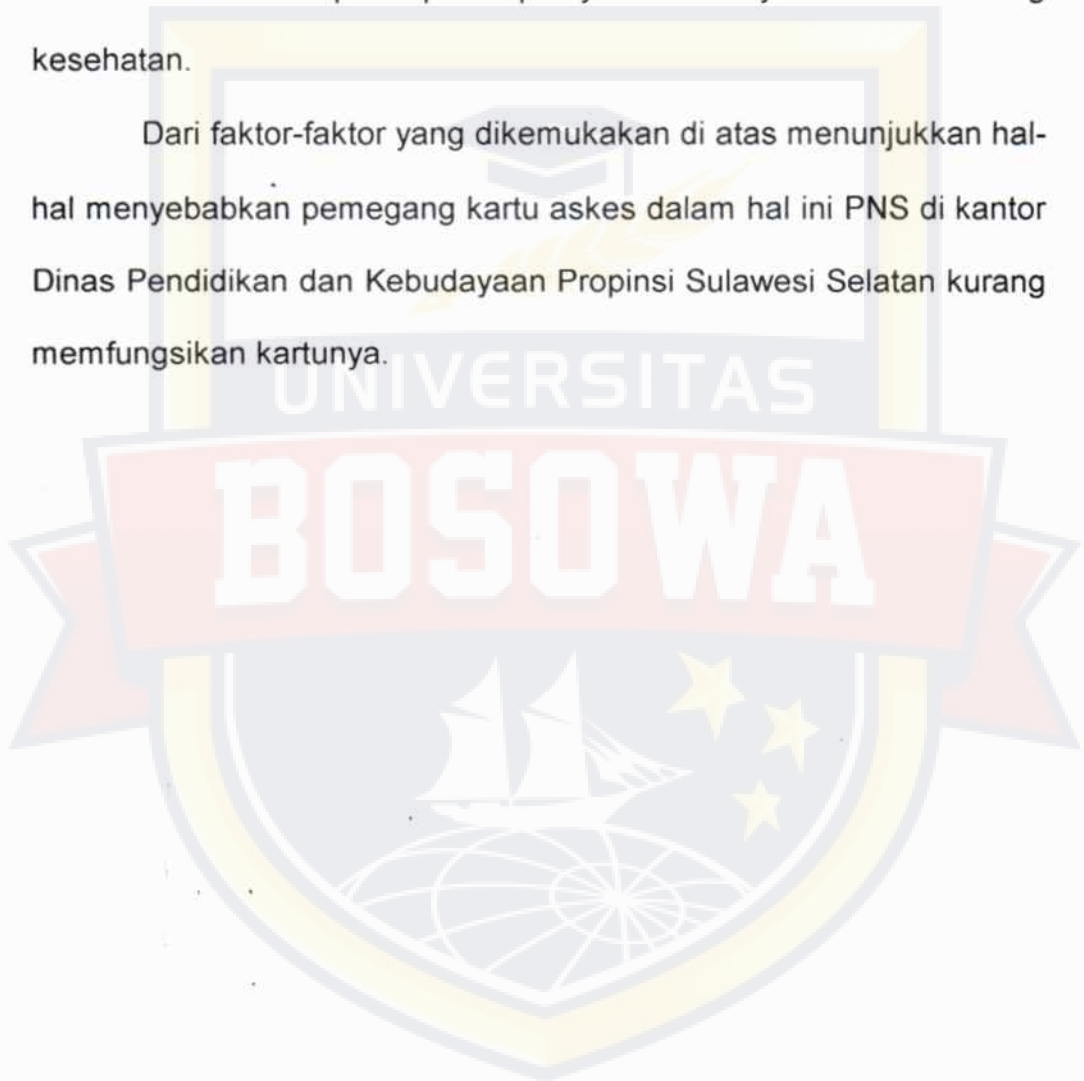 kesehatan.
Dari faktor-faktor yang dikemukakan di atas menunjukkan hal-
hal menyebabkan pemegang kartu askes dalam hal ini PNS di kantor
Dinas Pendidikan dan Kebudayaan Propinsi Sulawesi Selatan kurang
memfungsikan kartunya.
UNIVERSITAS
BOSOWA